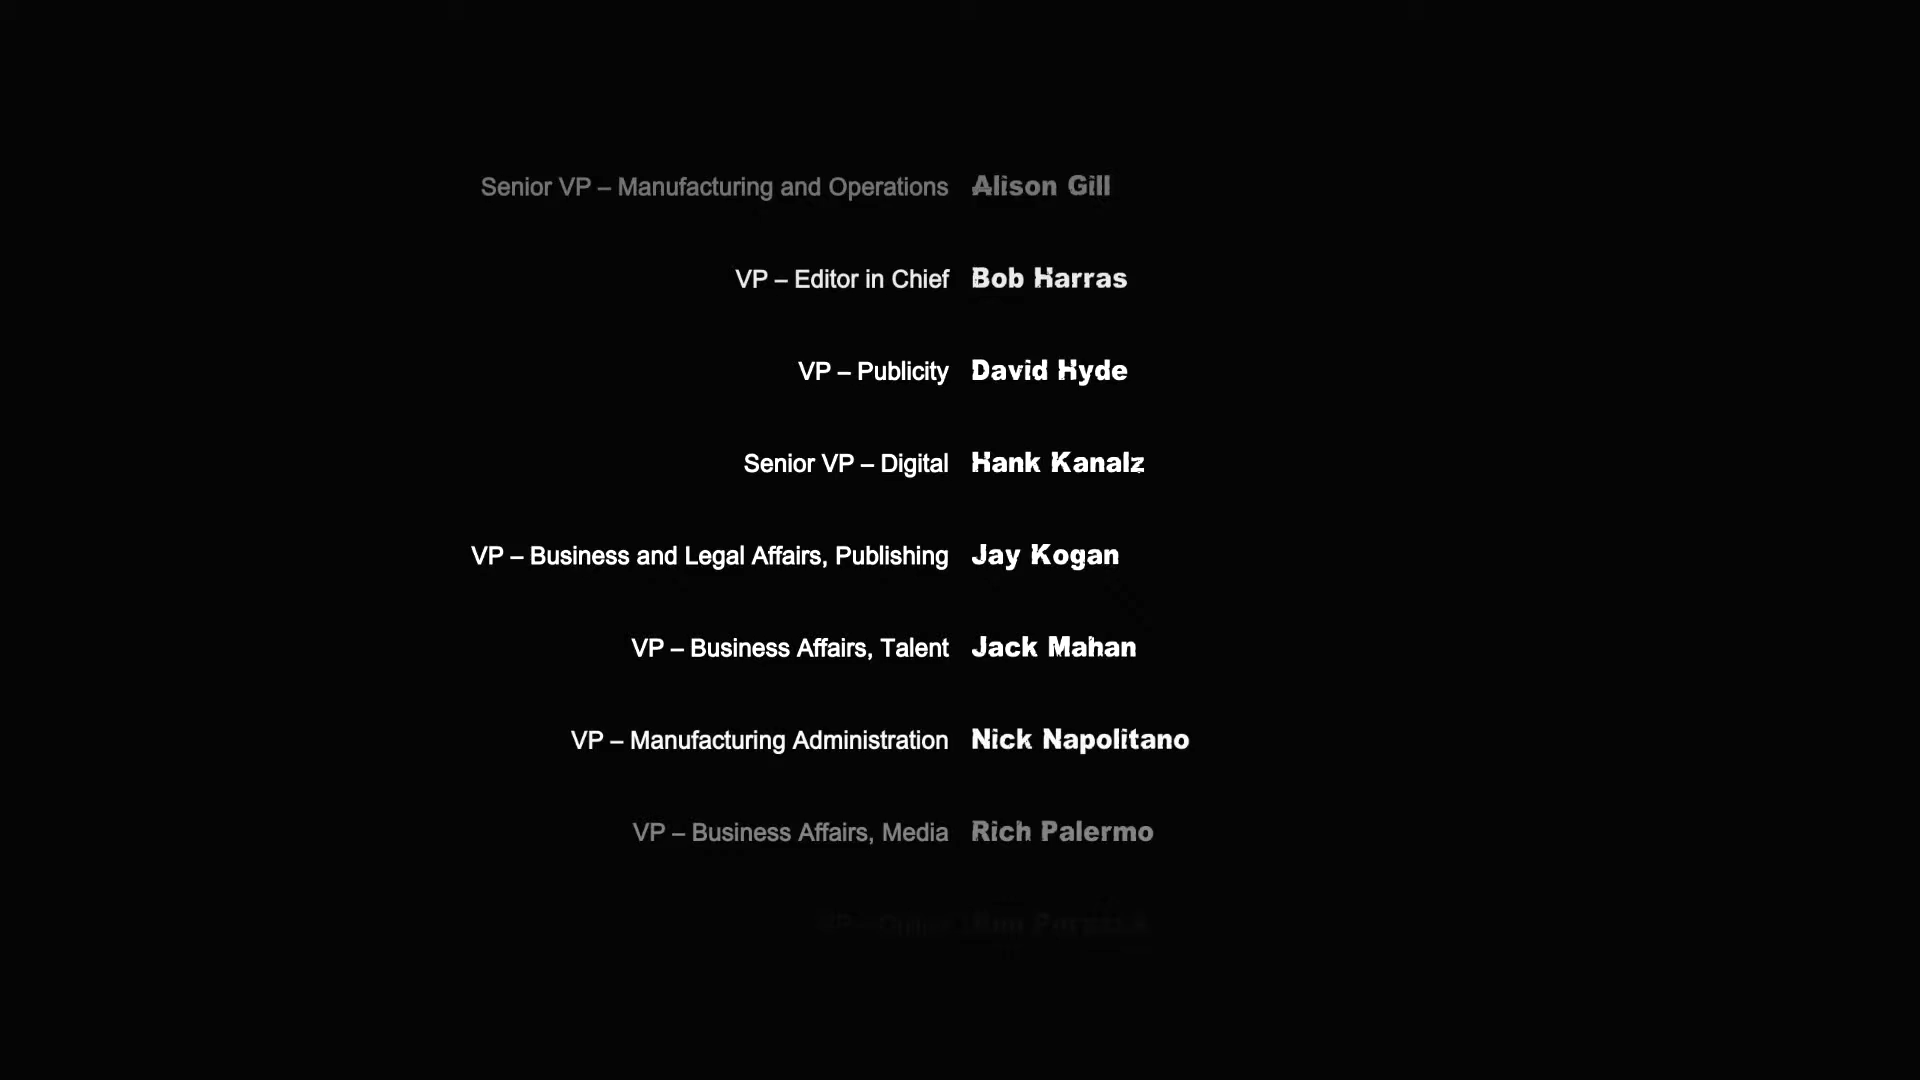 Senior VP – Manufacturing and Operations Alison Gill
VP – Editor in Chief Bob Harras
VP – Publicity David Hyde
Senior VP – Digital Hank Kanalz
VP – Business and Legal Affairs, Publishing Jay Kogan
VP – Business Affairs, Talent Jack Mahan
VP – Manufacturing Administration Nick Napolitano
VP – Business Affairs, Media Rich Palermo
VP –